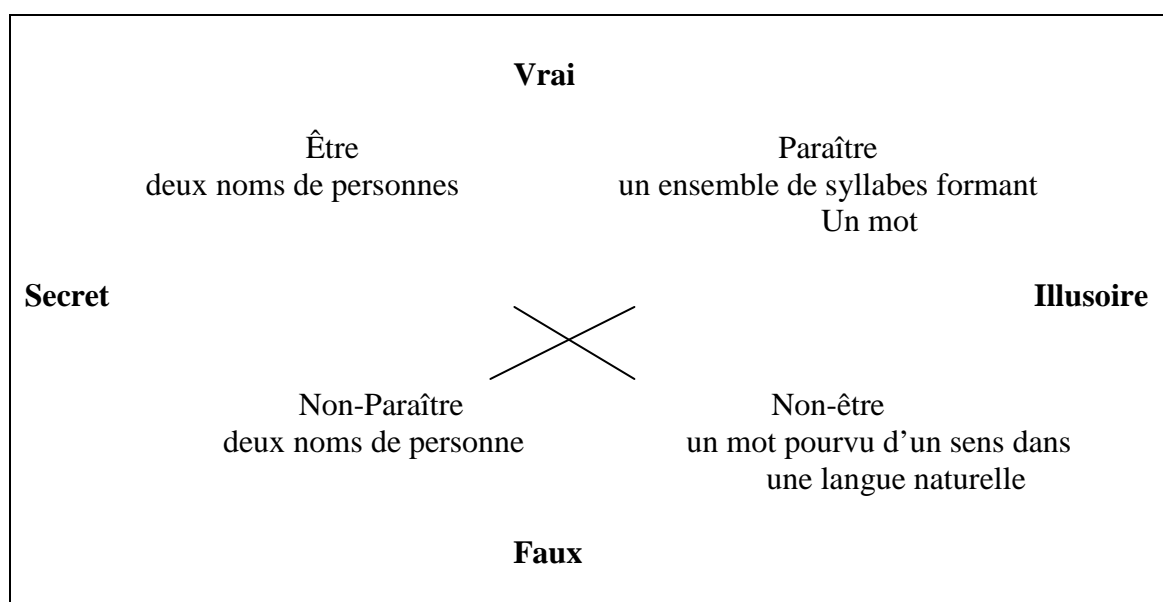 Vrai
Être
deux noms de personnes
Paraître
un ensemble de syllabes formant
Un mot
Secret
Illusoire
Non-Paraître
deux noms de personne
Non-être
un mot pourvu d'un sens dans
une langue naturelle
Faux